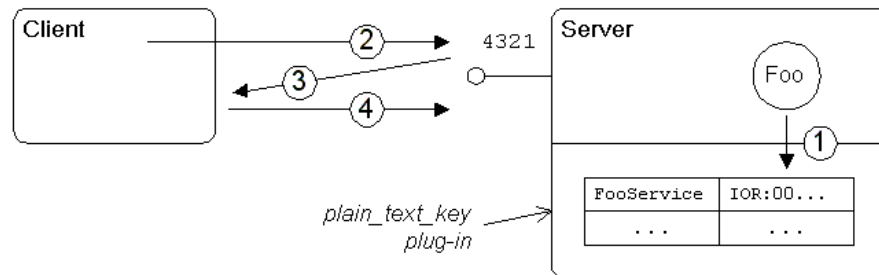 Client
2
4321
Server
3
Foo
4
1
FooService IOR:00...
... ...
plain_text_key
plug-in